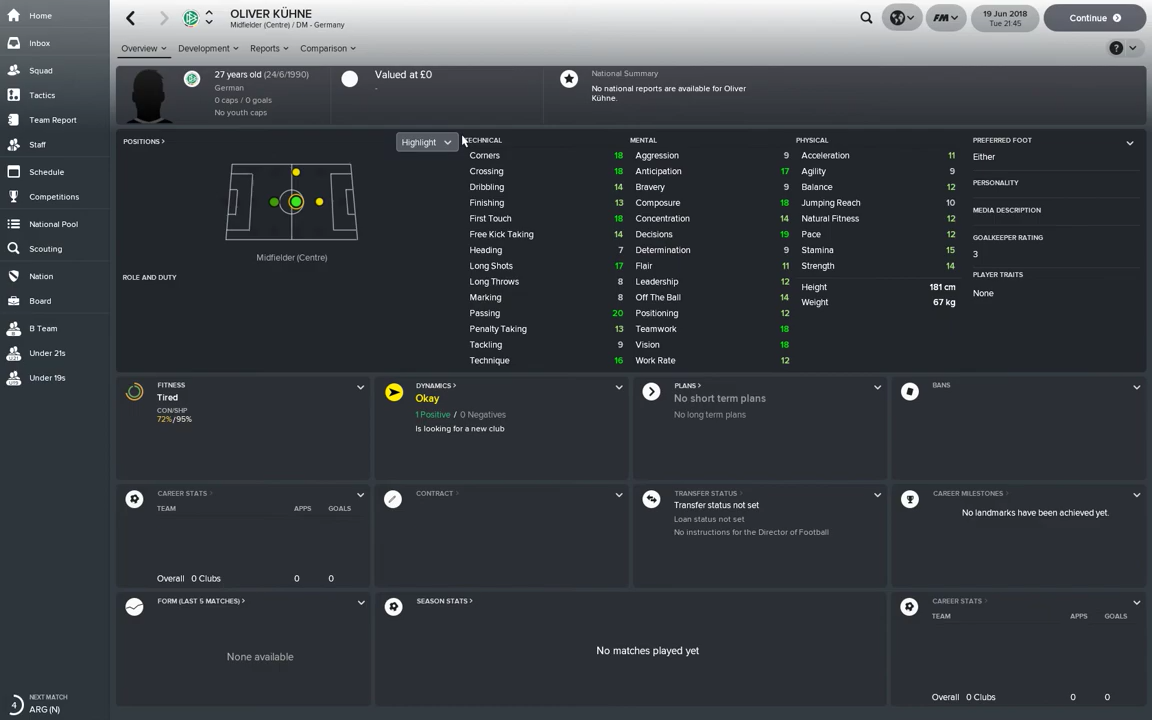 Home
OLIVER KÜHNE
Midfielder (Centre) / DM - Germany
19 Jun 2018
Tue 21:45
FM
Continue
Inbox
Squad
Tactics
Team Report
Staff
Schedule
Competitions
National Pool
Scouting
Nation
Board
B Team
Under 21s
Under 19s
NEXT MATCH
4 ARG (N)
Overview
Development
Reports
Comparison
?
27 years old (24/6/1990)
German
0 caps / 0 goals
No youth caps
Valued at £0
-
National Summary
No national reports are available for Oliver
Kühne.
POSITIONS >
Midfielder (Centre)
ROLE AND DUTY
Highlight
TECHNICAL
Corners 18
Crossing 18
Dribbling 14
Finishing 13
First Touch 18
Free Kick Taking 14
Heading 7
Long Shots 17
Long Throws 8
Marking 8
Passing 20
Penalty Taking 13
Tackling 9
Technique 16
MENTAL
Aggression 9
Anticipation 17
Bravery 9
Composure 18
Concentration 14
Decisions 19
Determination 9
Flair 11
Leadership 12
Off The Ball 14
Positioning 12
Teamwork 18
Vision 18
Work Rate 12
PHYSICAL
Acceleration 11
Agility 9
Balance 12
Jumping Reach 10
Natural Fitness 12
Pace 12
Stamina 15
Strength 14
Height 181 cm
Weight 67 kg
PREFERRED FOOT
Either
PERSONALITY
MEDIA DESCRIPTION
GOALKEEPER RATING
3
PLAYER TRAITS
None
FITNESS
Tired
CON/SHP
72%/95%
DYNAMICS >
Okay
1 Positive / 0 Negatives
Is looking for a new club
PLANS >
No short term plans
No long term plans
BANS
CAREER STATS >
TEAM APPS GOALS
Overall 0 Clubs 0 0
CONTRACT >
TRANSFER STATUS >
Transfer status not set
Loan status not set
No instructions for the Director of Football
CAREER MILESTONES >
No landmarks have been achieved yet.
FORM (LAST 5 MATCHES) >
None available
SEASON STATS >
No matches played yet
CAREER STATS >
TEAM APPS GOALS
Overall 0 Clubs 0 0